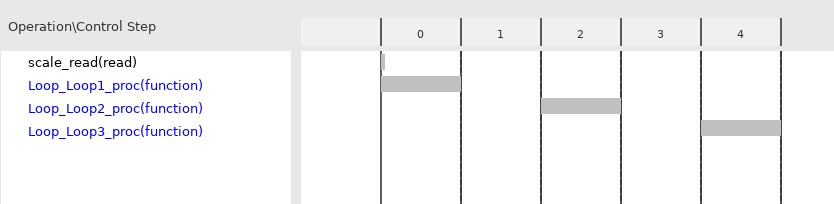 Operation\Control Step
0 1 2 3 4
scale_read(read)
Loop_Loop1_proc(function)
Loop_Loop2_proc(function)
Loop_Loop3_proc(function)